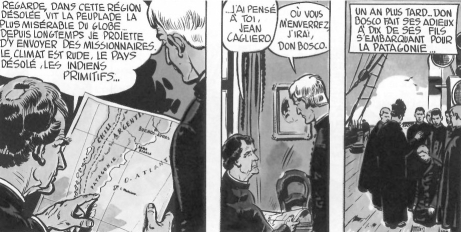 REGARDE, DANS CETTE RÉGION
DÉSOLÉE VIT LA PEUPLADE LA
PLUS MISÉRABLE DU GLOBE...
DEPUIS LONGTEMPS JE PROJETTE
D'Y ENVOYER DES MISSIONNAIRES.
LE CLIMAT EST RUDE, LE PAYS
DÉSOLÉ, LES INDIENS
PRIMITIFS...
CHILI
ARGENTINE
J'AI PENSÉ
À TOI,
JEAN
CAGLIERO.
OÙ VOUS
M'ENVERREZ
J'IRAI,
DON BOSCO.
UN AN PLUS TARD... DON
BOSCO FAIT SES ADIEUX
À DIX DE SES FILS
S'EMBARQUANT POUR
LA PATAGONIE...